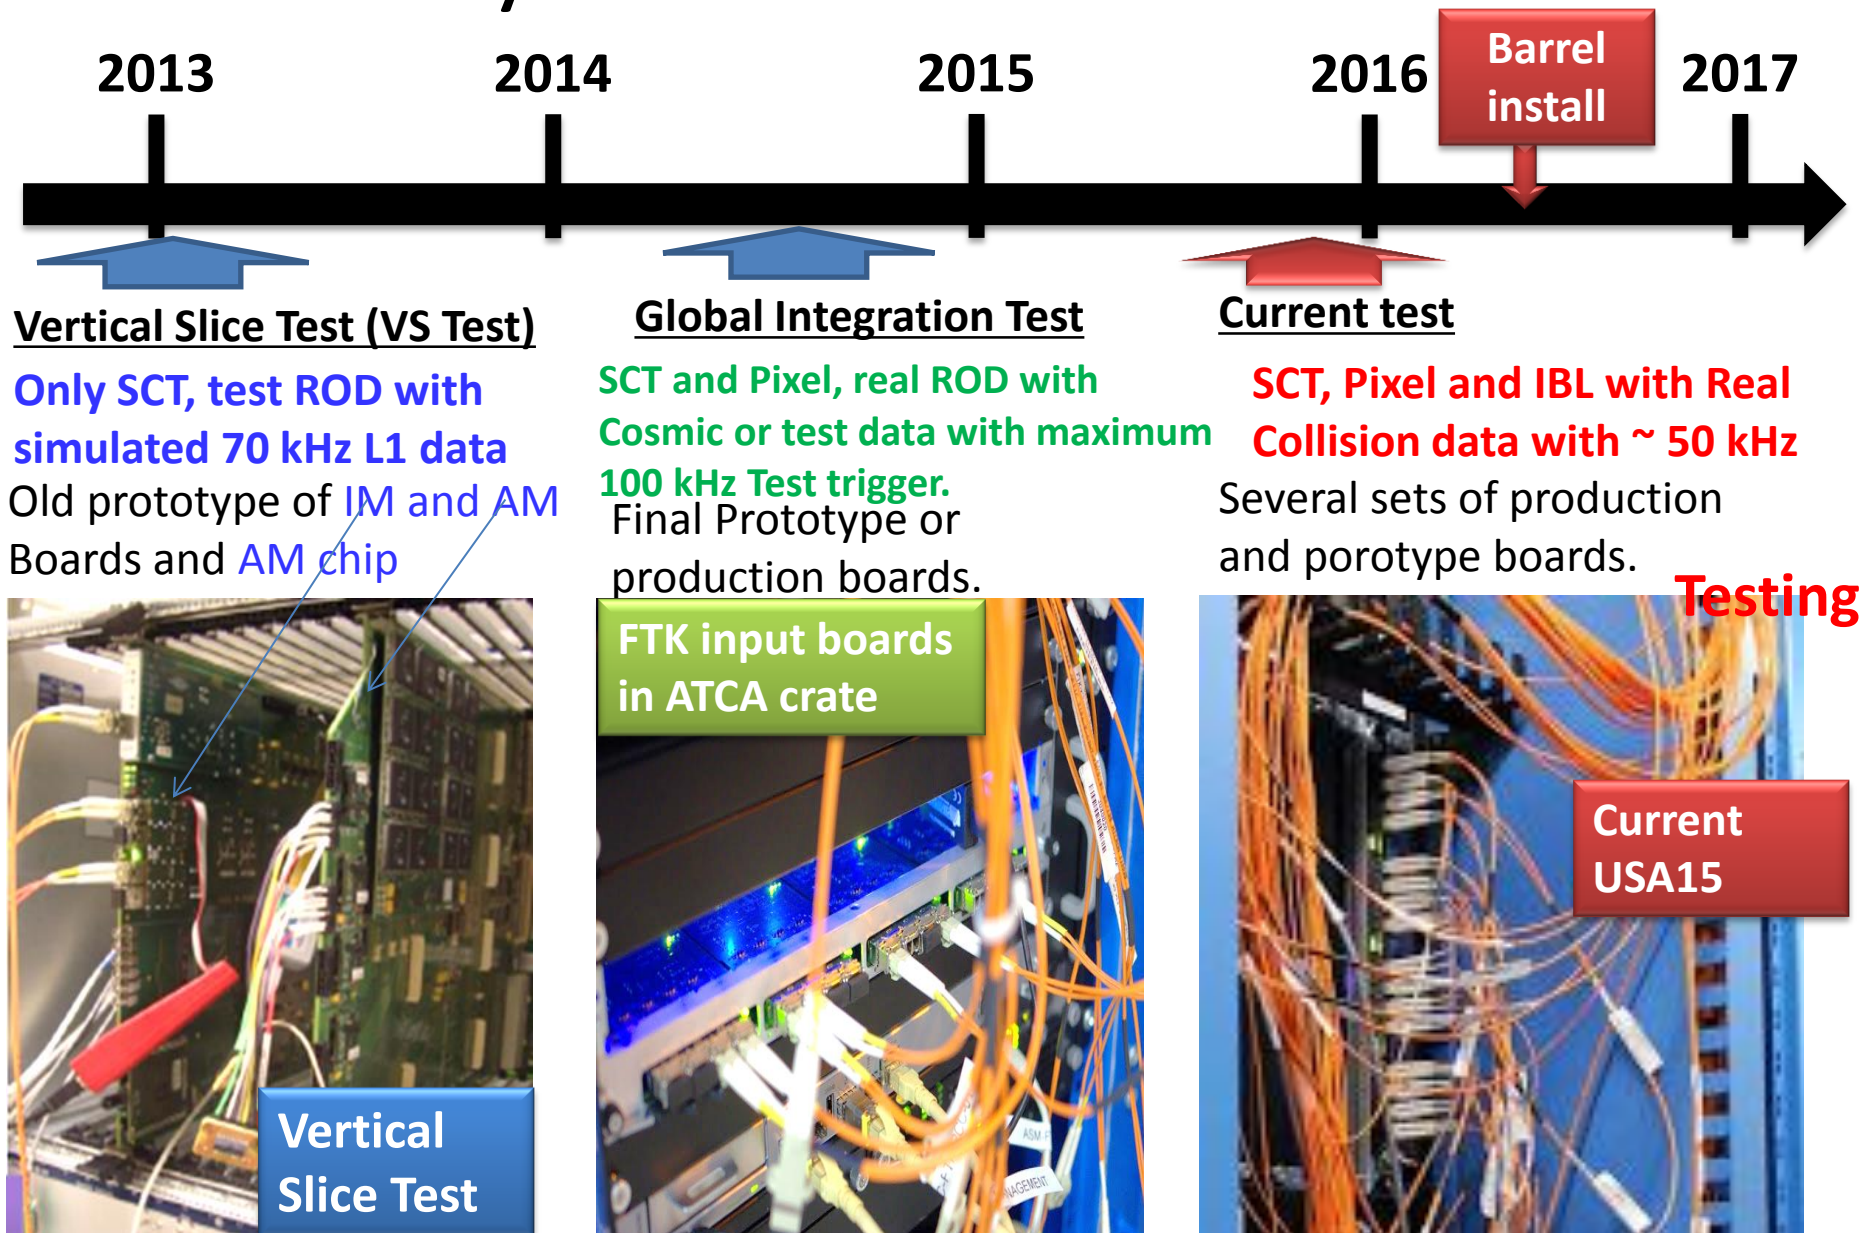 2013 2014 2015 2016 2017
Barrel
install
Vertical Slice Test (VS Test)
Only SCT, test ROD with
simulated 70 kHz L1 data
Old prototype of IM and AM
Boards and AM chip
Global Integration Test
SCT and Pixel, real ROD with
Cosmic or test data with maximum
100 kHz Test trigger.
Final Prototype or
production boards.
Current test
SCT, Pixel and IBL with Real
Collision data with ~ 50 kHz
Several sets of production
and porotype boards.
Testing
Vertical
Slice Test
FTK input boards
in ATCA crate
Current
USA15